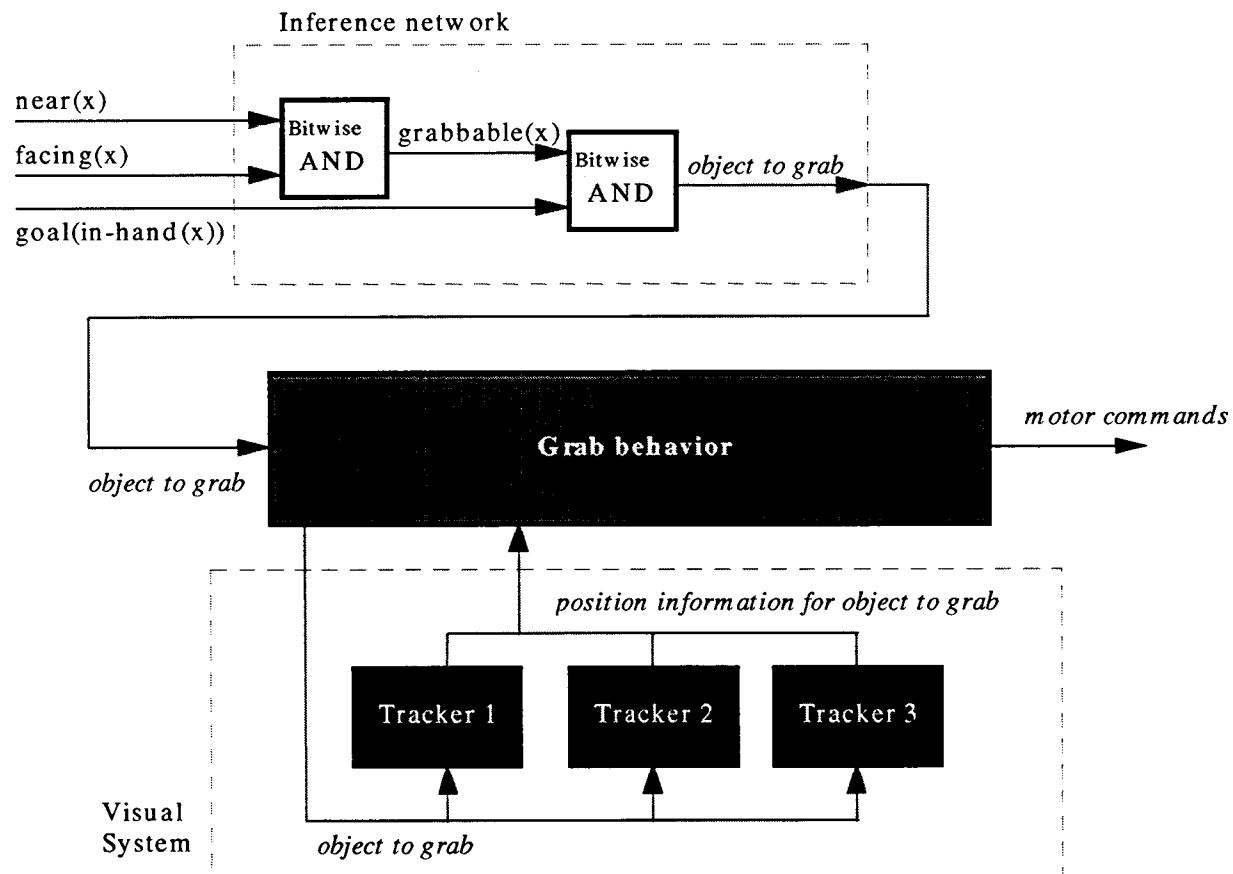 Inference network
near(x)
facing(x)
goal(in-hand(x))
Bitwise
AND
grabbable(x)
Bitwise
AND
object to grab
object to grab
Grab behavior
motor commands
position information for object to grab
Tracker 1
Tracker 2
Tracker 3
Visual
System
object to grab